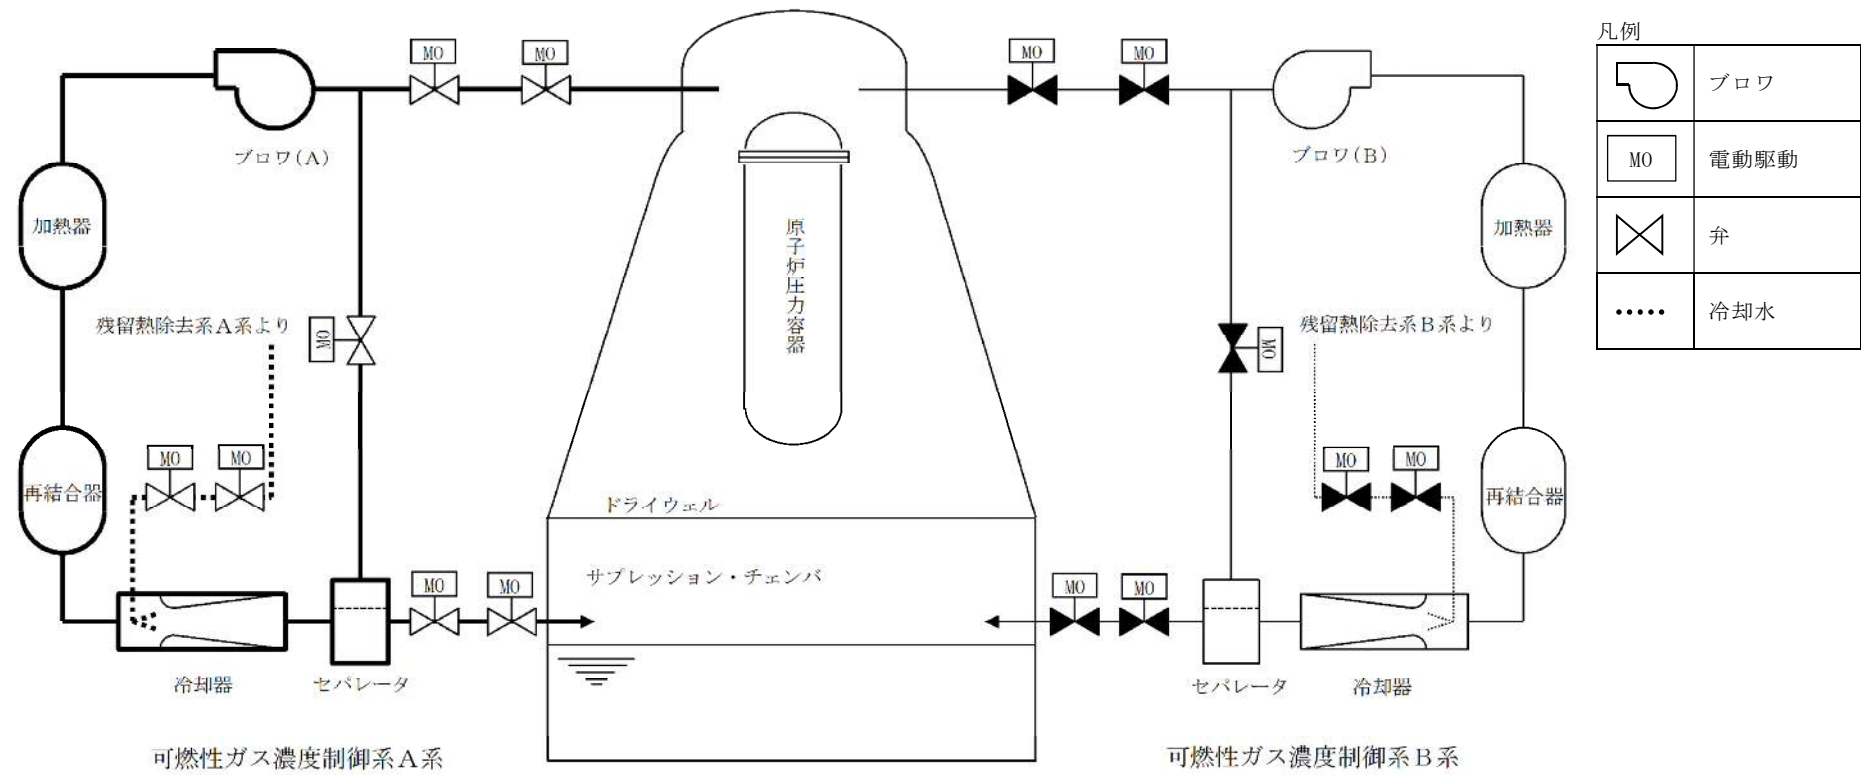 MO
MO
MO
MO
凡例
ブロワ
MO
電動駆動
弁
冷却水
ブロワ(A)
ブロワ(B)
加熱器
加熱器
原子炉圧力容器
残留熱除去系A系より
MO
MO
残留熱除去系B系より
MO
MO
MO
MO
再結合器
再結合器
ドライウェル
サプレッション・チェンバ
MO
MO
MO
MO
冷却器
セパレータ
セパレータ
冷却器
可燃性ガス濃度制御系A系
可燃性ガス濃度制御系B系